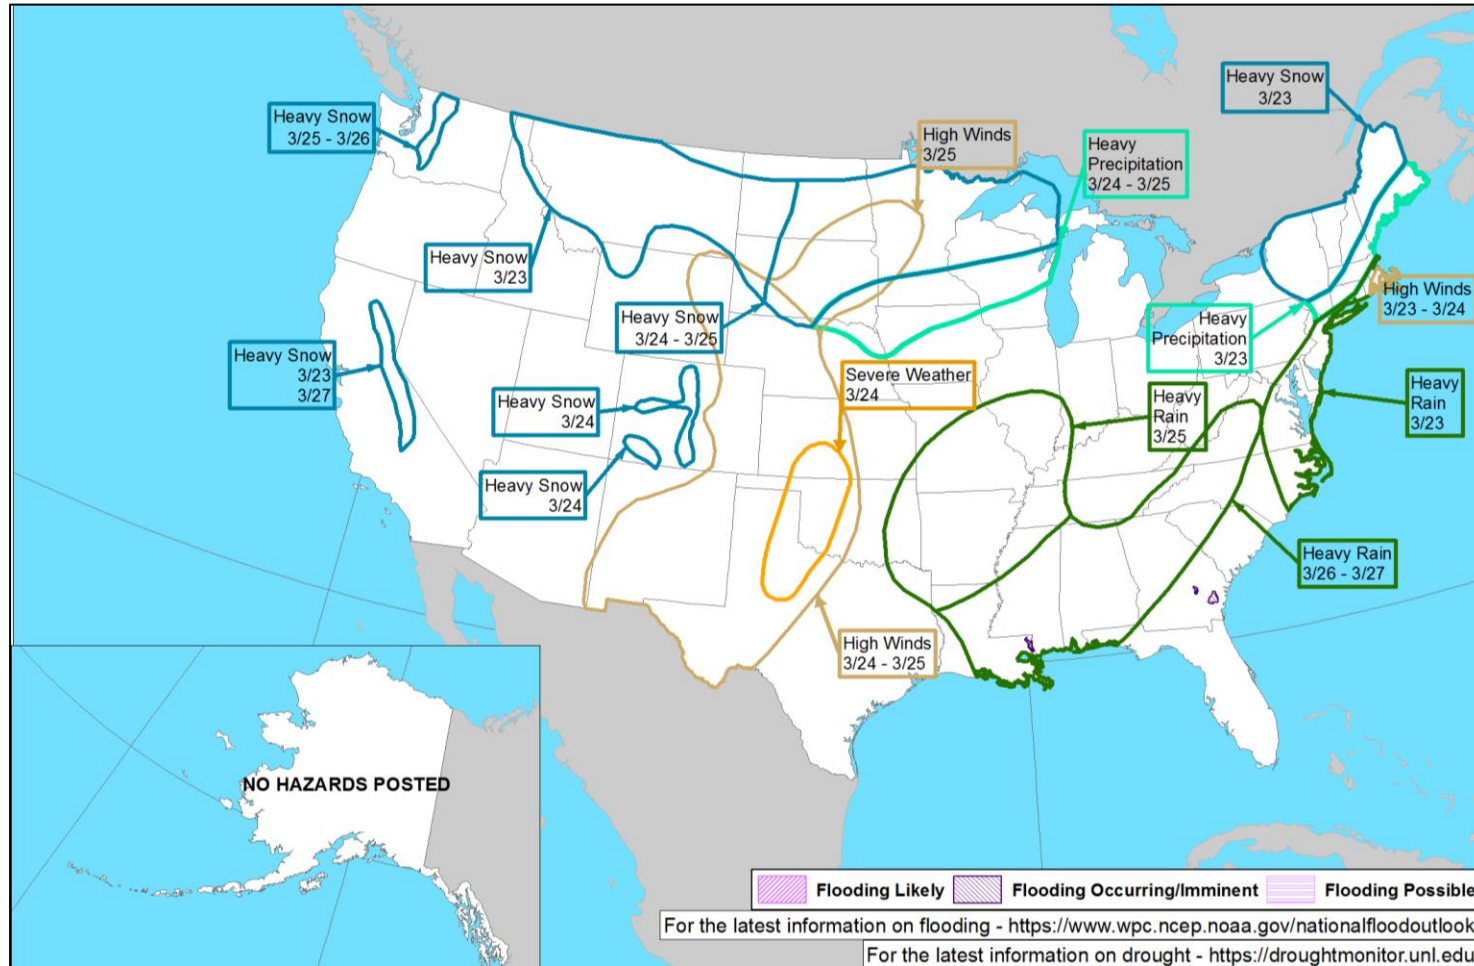 Heavy Snow
3/23
Heavy Snow
3/25 - 3/26
High Winds
3/25
Heavy
Precipitation
3/24 - 3/25
Heavy Snow
3/23
High Winds
3/23 - 3/24
Heavy Snow
3/24 - 3/25
Heavy
Precipitation
3/23
Heavy Snow
3/23
3/27
Severe Weather
3/24
Heavy
Rain
3/23
Heavy
Rain
3/25
Heavy Snow
3/24
Heavy Snow
3/24
Heavy Rain
3/26 - 3/27
High Winds
3/24 - 3/25
NO HAZARDS POSTED
Flooding Likely
Flooding Occurring/Imminent
Flooding Possible
For the latest information on flooding - https://www.wpc.ncep.noaa.gov/nationalfloodoutlook
For the latest information on drought - https://droughtmonitor.unl.edu